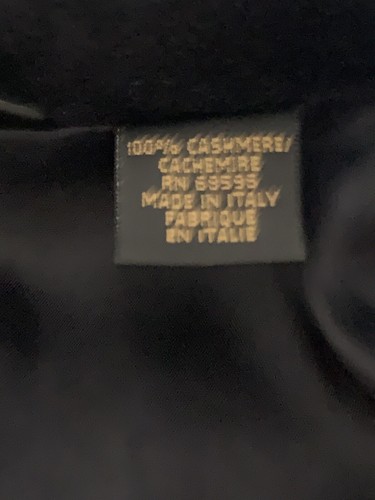 100% CASHMERE/
CACHEMIRE
RN
MADE IN ITALY
FABRIQUE
EN ITALIE